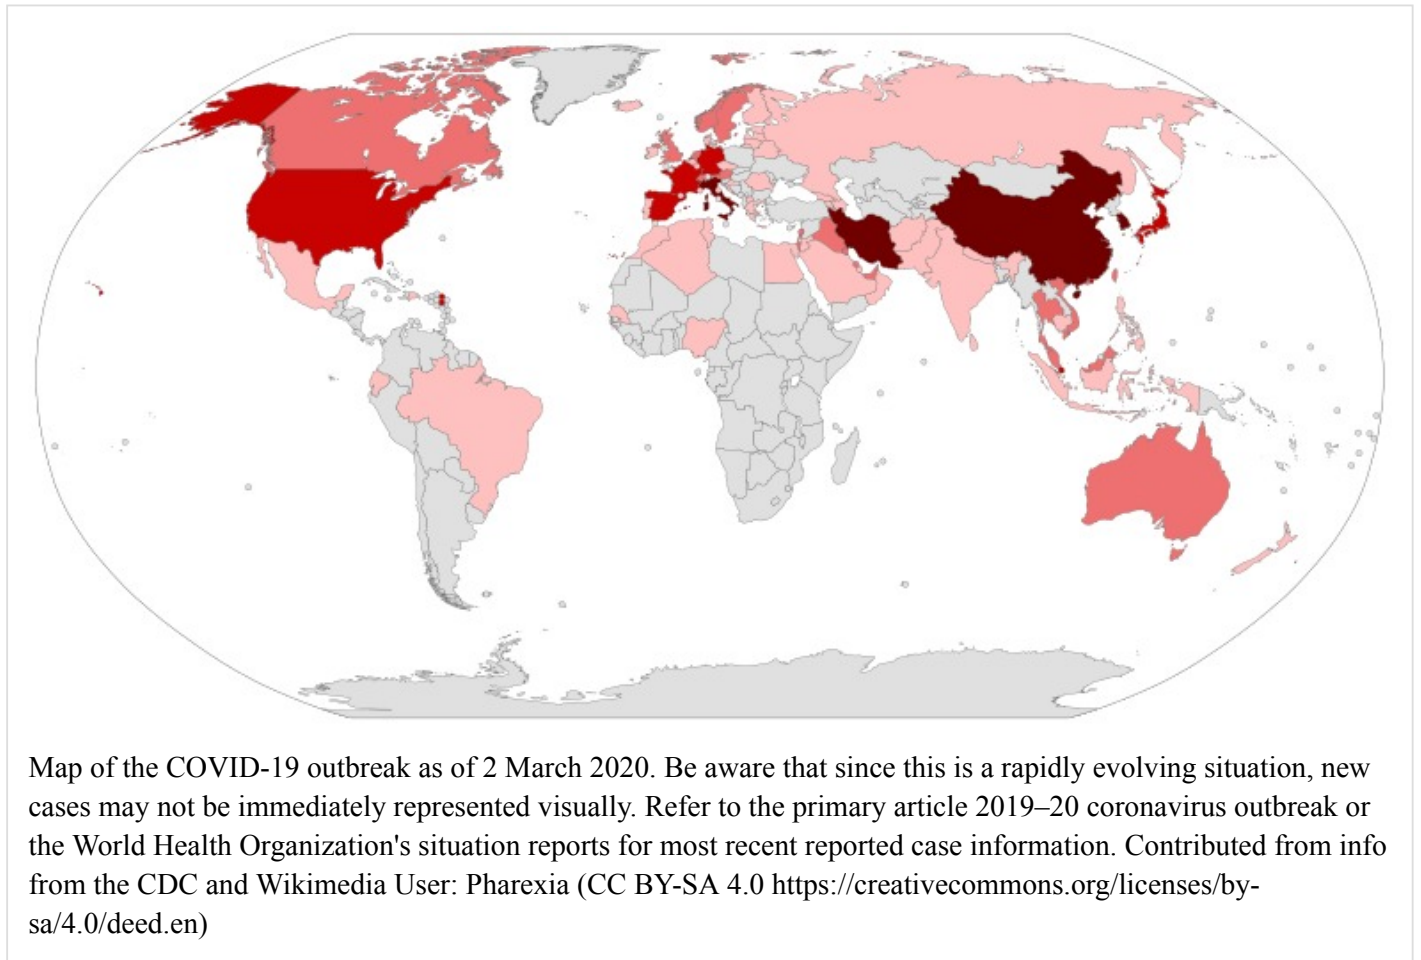 Map of the COVID-19 outbreak as of 2 March 2020. Be aware that since this is a rapidly evolving situation, new
cases may not be immediately represented visually. Refer to the primary article 2019–20 coronavirus outbreak or
the World Health Organization's situation reports for most recent reported case information. Contributed from info
from the CDC and Wikimedia User: Pharexia (CC BY-SA 4.0 https://creativecommons.org/licenses/by-
sa/4.0/deed.en)